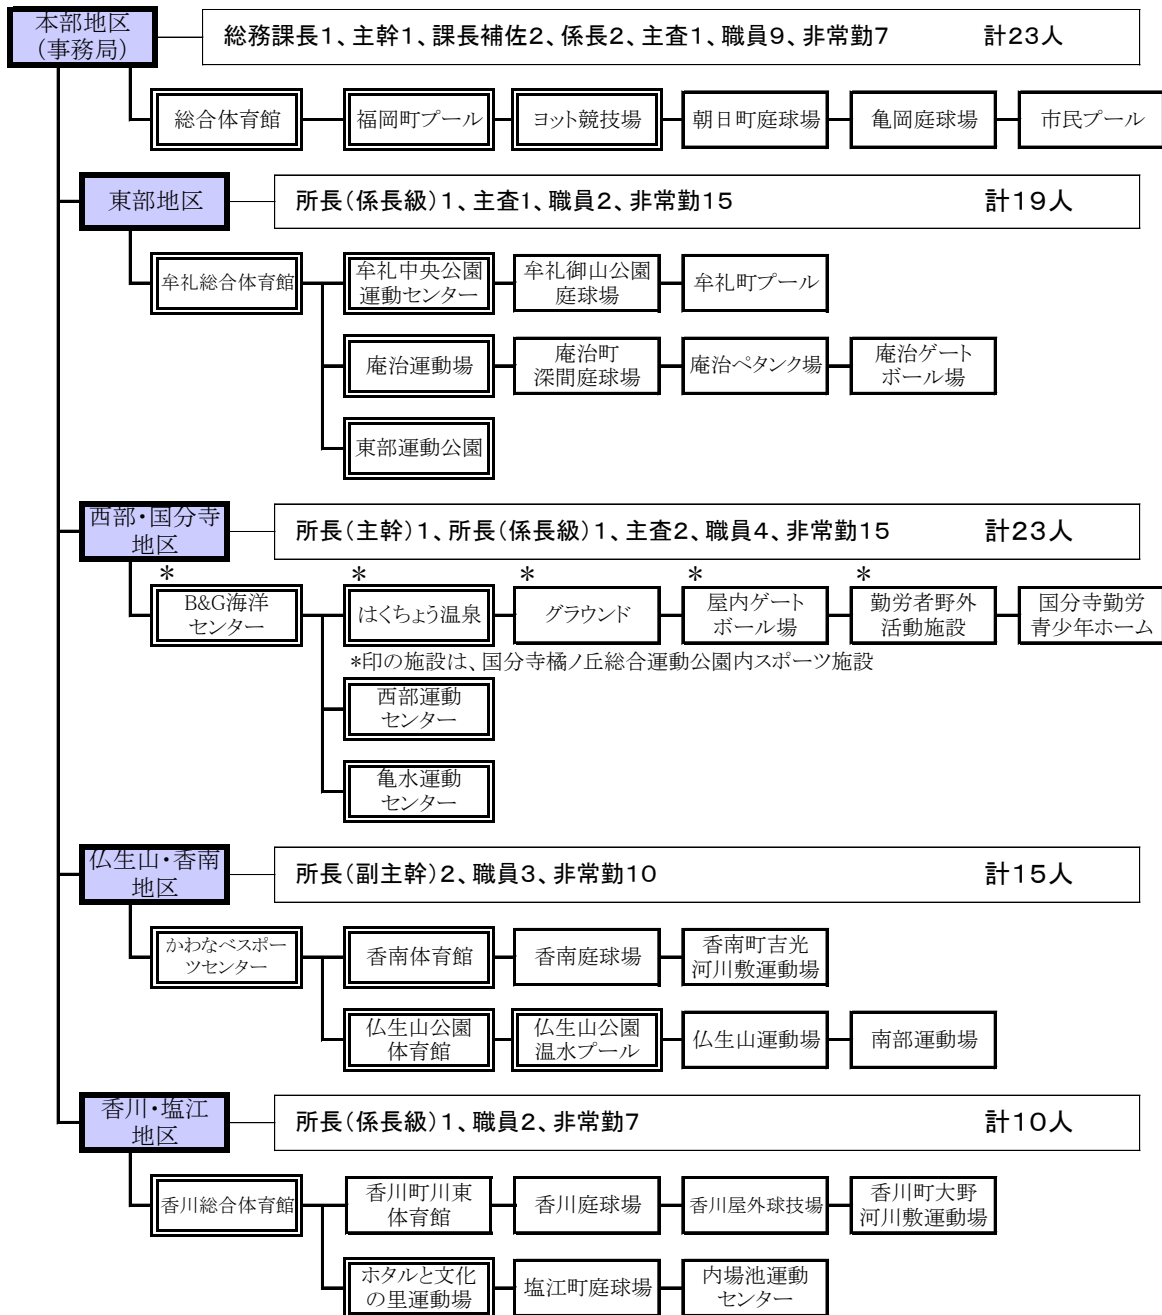 本部地区
(事務局)
総務課長1、主幹1、課長補佐2、係長2、主査1、職員9、非常勤7 計23人
総合体育館
福岡町プール
ヨット競技場
朝日町庭球場
亀岡庭球場
市民プール
東部地区
所長(係長級)1、主査1、職員2、非常勤15 計19人
牟礼総合体育館
牟礼中央公園
運動センター
牟礼御山公園
庭球場
牟礼町プール
庵治運動場
庵治町
深間庭球場
庵治ペタンク場
庵治ゲート
ボール場
東部運動公園
西部・国分寺
地区
所長(主幹)1、所長(係長級)1、主査2、職員4、非常勤15 計23人
*
B&G海洋
センター
*
はくちょう温泉
*
グラウンド
*
屋内ゲート
ボール場
*
勤労者野外
活動施設
国分寺勤労
青少年ホーム
*印の施設は、国分寺橘ノ丘総合運動公園内スポーツ施設
西部運動
センター
亀水運動
センター
仏生山・香南
地区
所長(副主幹)2、職員3、非常勤10 計15人
かわなべスポー
ツセンター
香南体育館
香南庭球場
香南町吉光
河川敷運動場
仏生山公園
体育館
仏生山公園
温水プール
仏生山運動場
南部運動場
香川・塩江
地区
所長(係長級)1、職員2、非常勤7 計10人
香川総合体育館
香川町川東
体育館
香川庭球場
香川屋外球技場
香川町大野
河川敷運動場
ホタルと文化
の里運動場
塩江町庭球場
内場池運動
センター